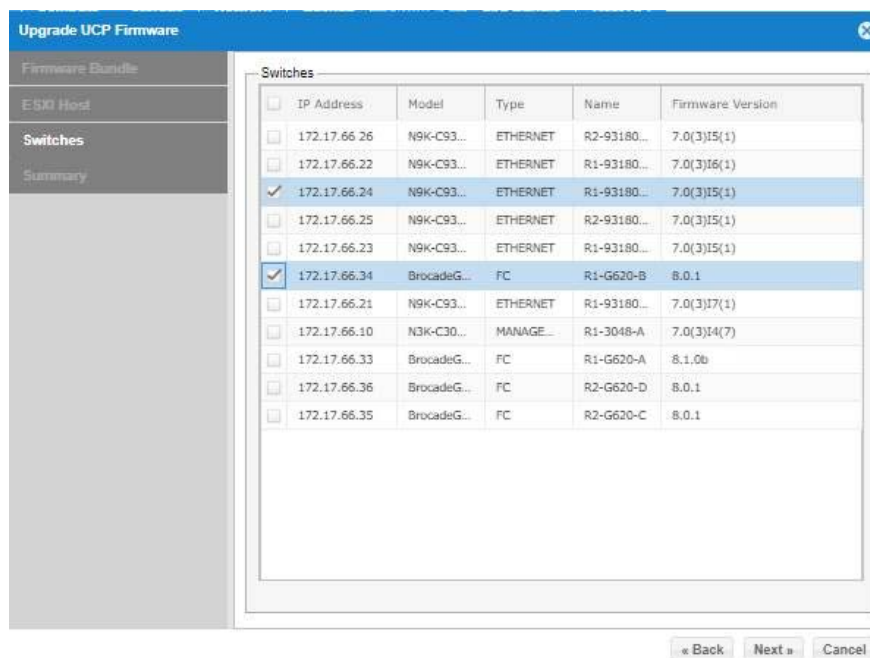 Upgrade UCP Firmware
Firmware Bundle
ESXI Host
Switches
Summary
Switches
IP Address Model Type Name Firmware Version
172.17.66.26 N9K-C93... ETHERNET R2-93180... 7.0(3)I5(1)
172.17.66.22 N9K-C93... ETHERNET R1-93180... 7.0(3)I6(1)
172.17.66.24 N9K-C93... ETHERNET R1-93180... 7.0(3)I5(1)
172.17.66.25 N9K-C93... ETHERNET R2-93180... 7.0(3)I5(1)
172.17.66.23 N9K-C93... ETHERNET R1-93180... 7.0(3)I5(1)
172.17.66.34 BrocadeG... FC R1-G620-B 8.0.1
172.17.66.21 N9K-C93... ETHERNET R1-93180... 7.0(3)I7(1)
172.17.66.10 N3K-C30... MANAGE... R1-3048-A 7.0(3)I4(7)
172.17.66.33 BrocadeG... FC R1-G620-A 8.1.0b
172.17.66.36 BrocadeG... FC R2-G620-D 8.0.1
172.17.66.35 BrocadeG... FC R2-G620-C 8.0.1
« Back Next » Cancel